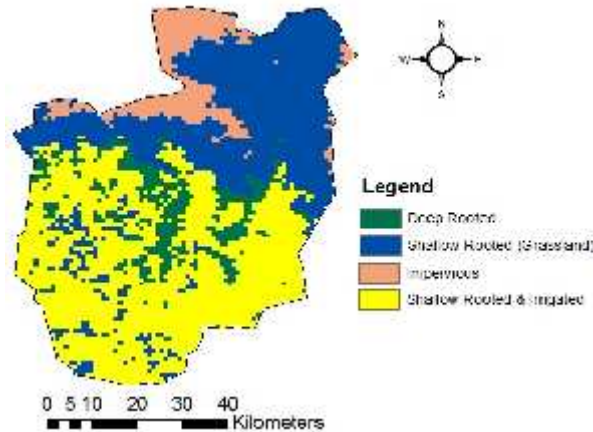 N
W
E
S
Legend
Deep Rooted
Shallow Rooted (Grassland)
Impervious
Shallow Rooted & Irrigated
0 5 10 20 30 40
Kilometers